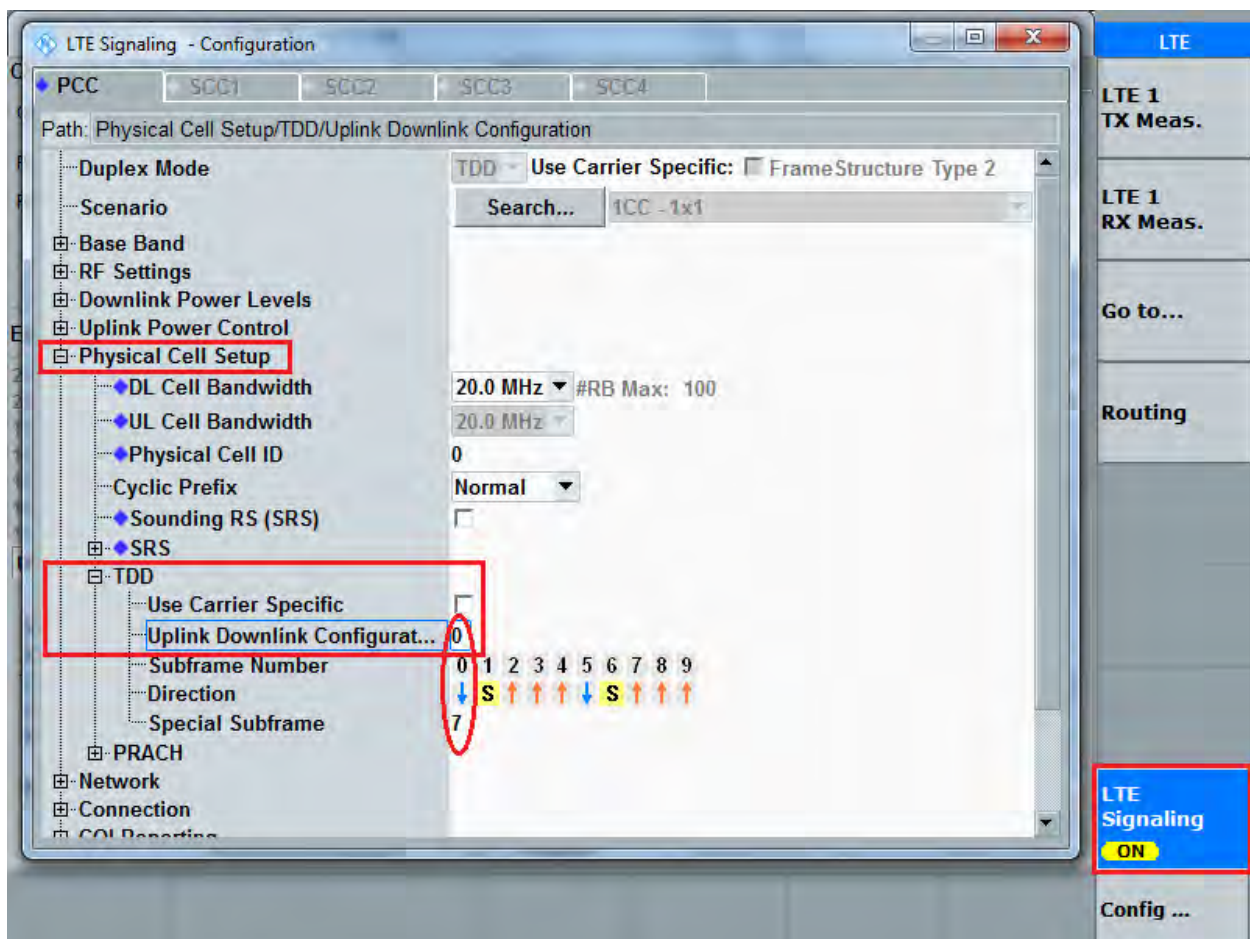 LTE Signaling - Configuration
LTE
PCC SCC1 SCC2 SCC3 SCC4
Path: Physical Cell Setup/TDD/Uplink Downlink Configuration
Duplex Mode TDD Use Carrier Specific: FrameStructure Type 2
Scenario Search... 1CC - 1x1
Base Band
RF Settings
Downlink Power Levels
Uplink Power Control
Physical Cell Setup
DL Cell Bandwidth 20.0 MHz #RB Max: 100
UL Cell Bandwidth 20.0 MHz
Physical Cell ID 0
Cyclic Prefix Normal
Sounding RS (SRS)
SRS
TDD
Use Carrier Specific
Uplink Downlink Configurat... 0
Subframe Number 0 1 2 3 4 5 6 7 8 9
Direction ↓ S ↑ ↑ ↑ ↓ S ↑ ↑ ↑
Special Subframe 7
PRACH
Network
Connection
CQI Reporting
LTE 1
TX Meas.
LTE 1
RX Meas.
Go to...
Routing
LTE
Signaling
ON
Config ...